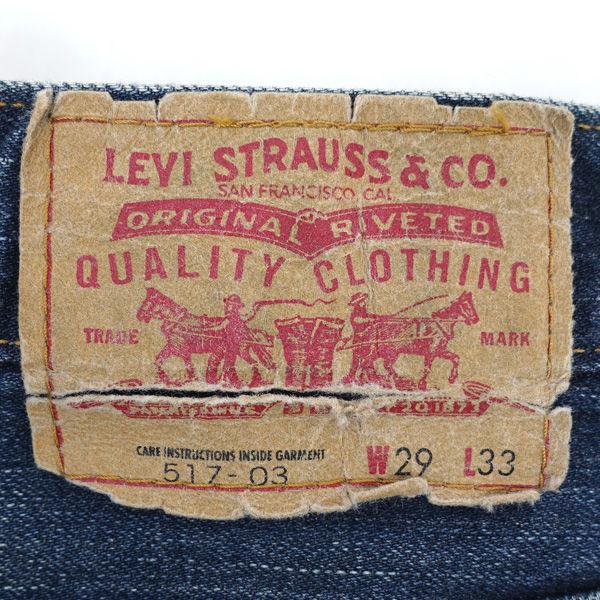 LEVI STRAUSS & CO.
SAN FRANCISCO, CAL.
ORIGINAL RIVETED
QUALITY CLOTHING
TRADE MARK
CARE INSTRUCTIONS INSIDE GARMENT
517-03 W29 L33